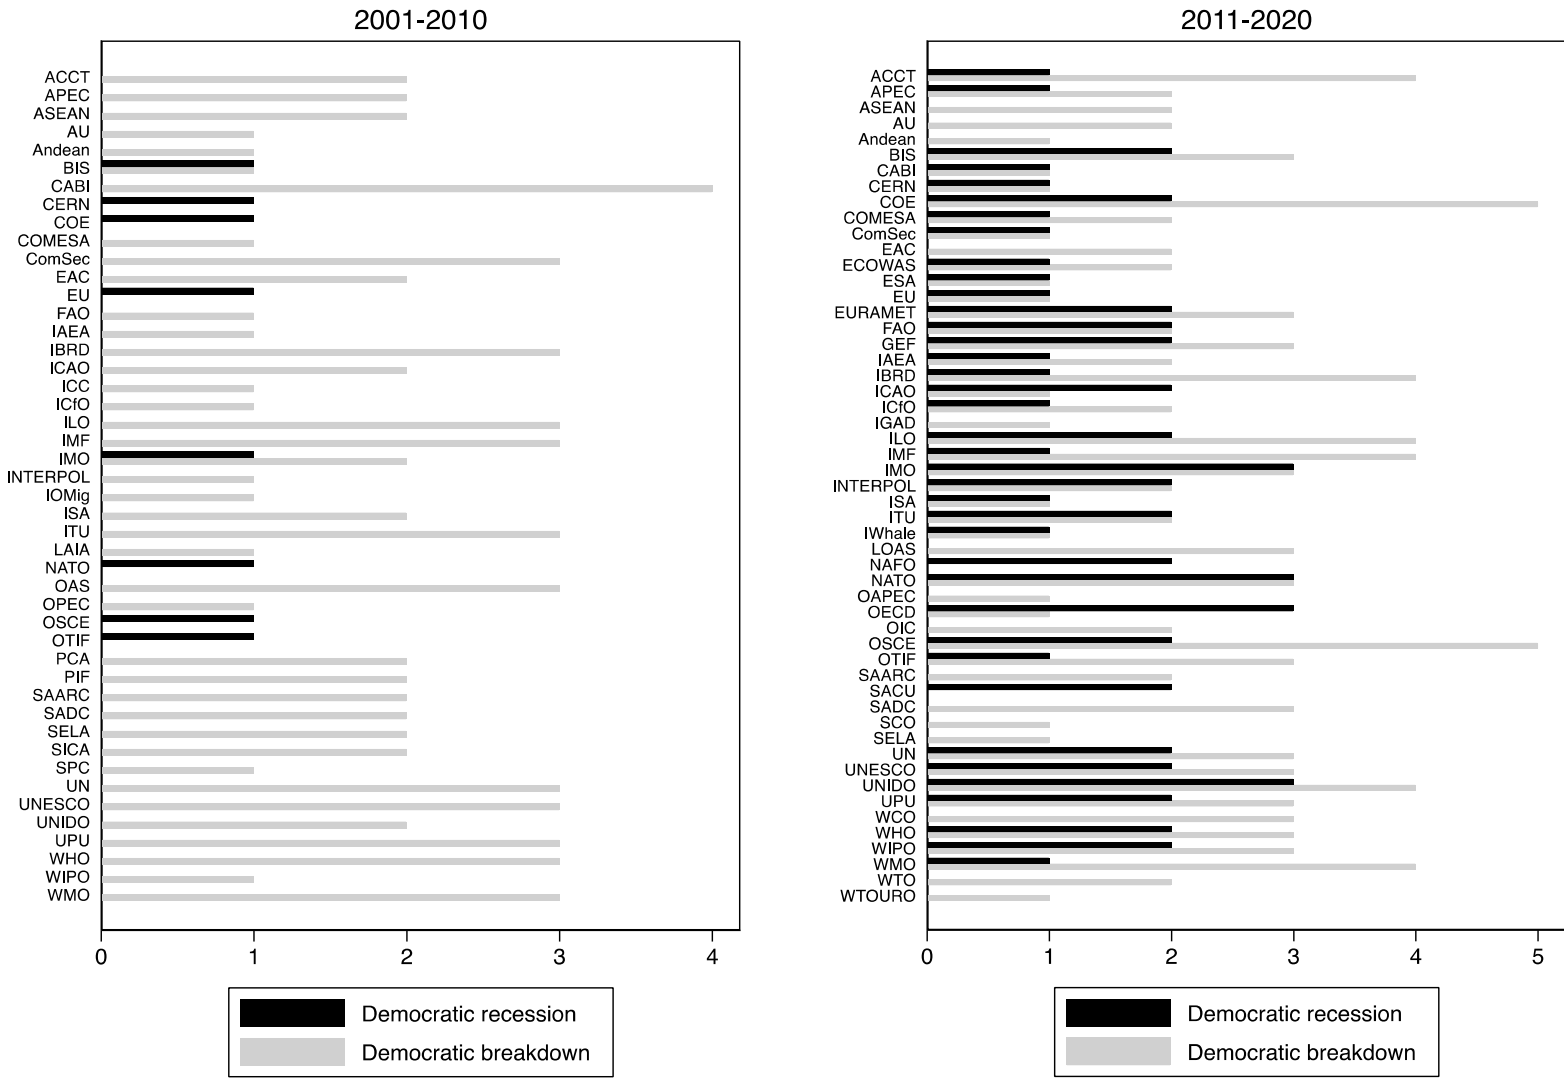 2001-2010
ACCT
APEC
ASEAN
AU
Andean
BIS
CABI
CERN
COE
COMESA
ComSec
EAC
EU
FAO
IAEA
IBRD
ICAO
ICC
ICfO
ILO
IMF
IMO
INTERPOL
IOMig
ISA
ITU
LAIA
NATO
OAS
OPEC
OSCE
OTIF
PCA
PIF
SAARC
SADC
SELA
SICA
SPC
UN
UNESCO
UNIDO
UPU
WHO
WIPO
WMO
0 1 2 3 4
Democratic recession
Democratic breakdown
2011-2020
ACCT
APEC
ASEAN
AU
Andean
BIS
CABI
CERN
COE
COMESA
ComSec
EAC
ECOWAS
ESA
EU
EURAMET
FAO
GEF
IAEA
IBRD
ICAO
ICfO
IGAD
ILO
IMF
IMO
INTERPOL
ISA
ITU
IWhale
LOAS
NAFO
NATO
OAPEC
OECD
OIC
OSCE
OTIF
SAARC
SACU
SADC
SCO
SELA
UN
UNESCO
UNIDO
UPU
WCO
WHO
WIPO
WMO
WTO
WTOURO
0 1 2 3 4 5
Democratic recession
Democratic breakdown